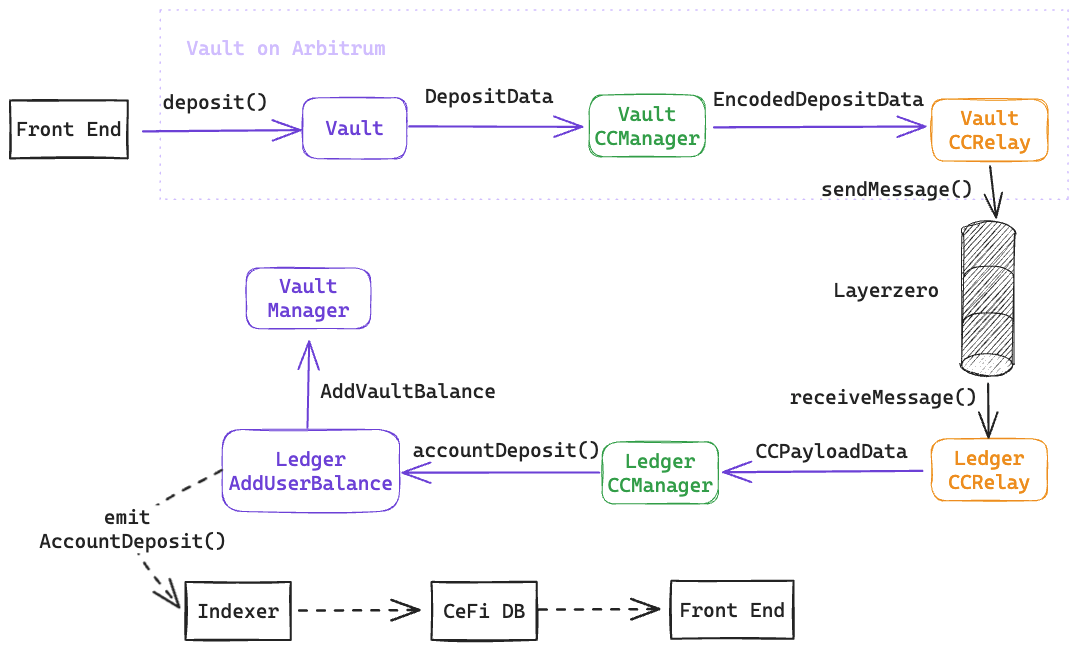 Vault on Arbitrum
deposit()
DepositData
EncodedDepositData
Front End
Vault
Vault
CCManager
Vault
CCRelay
sendMessage()
Layerzero
Vault
Manager
AddVaultBalance
receiveMessage()
Ledger
AddUserBalance
accountDeposit()
Ledger
CCManager
CCPayloadData
Ledger
CCRelay
emit
AccountDeposit()
Indexer
CeFi DB
Front End